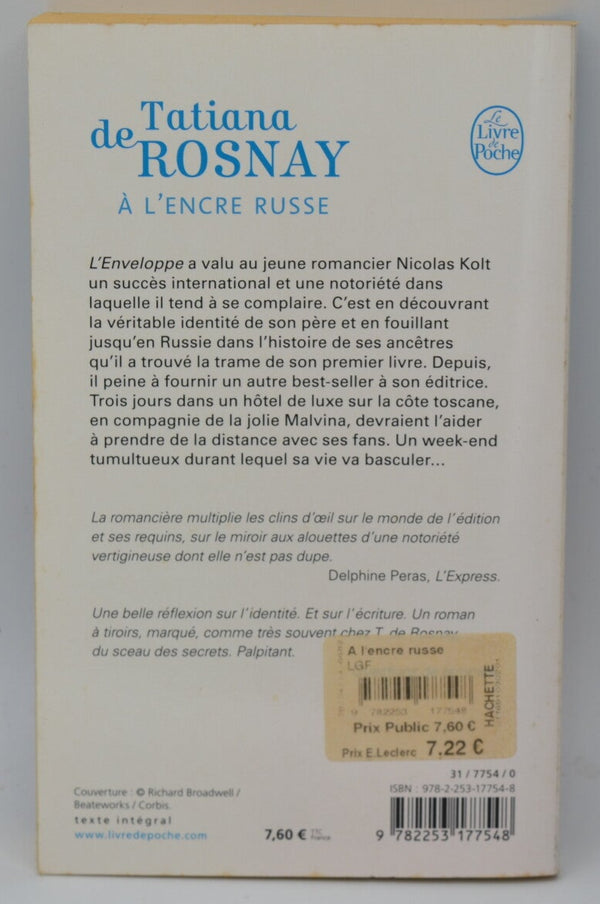 Tatiana
de ROSNAY
À L'ENCRE RUSSE
Le
Livre
de
Poche
L'Enveloppe a valu au jeune romancier Nicolas Kolt
un succès international et une notoriété dans
laquelle il tend à se complaire. C'est en découvrant
la véritable identité de son père et en fouillant
jusqu'en Russie dans l'histoire de ses ancêtres
qu'il a trouvé la trame de son premier livre. Depuis,
il peine à fournir un autre best-seller à son éditrice.
Trois jours dans un hôtel de luxe sur la côte toscane,
en compagnie de la jolie Malvina, devraient l'aider
à prendre de la distance avec ses fans. Un week-end
tumultueux durant lequel sa vie va basculer...
La romancière multiplie les clins d'œil sur le monde de l'édition
et ses requins, sur le miroir aux alouettes d'une notoriété
vertigineuse dont elle n'est pas dupe.
Delphine Peras, L'Express.
Une belle réflexion sur l'identité. Et sur l'écriture. Un roman
à tiroirs, marqué, comme très souvent chez T. de Rosnay,
du sceau des secrets. Palpitant.
A l'encre russe
LGF
HACHETTE
9 782253 177548
Prix Public 7,60 €
Prix E.Leclerc 7,22 €
31 / 7754 / 0
ISBN : 978-2-253-17754-8
Couverture : © Richard Broadwell /
Beateworks / Corbis.
texte intégral
www.livredepoche.com
7,60 € TTC
France
9 782253 177548